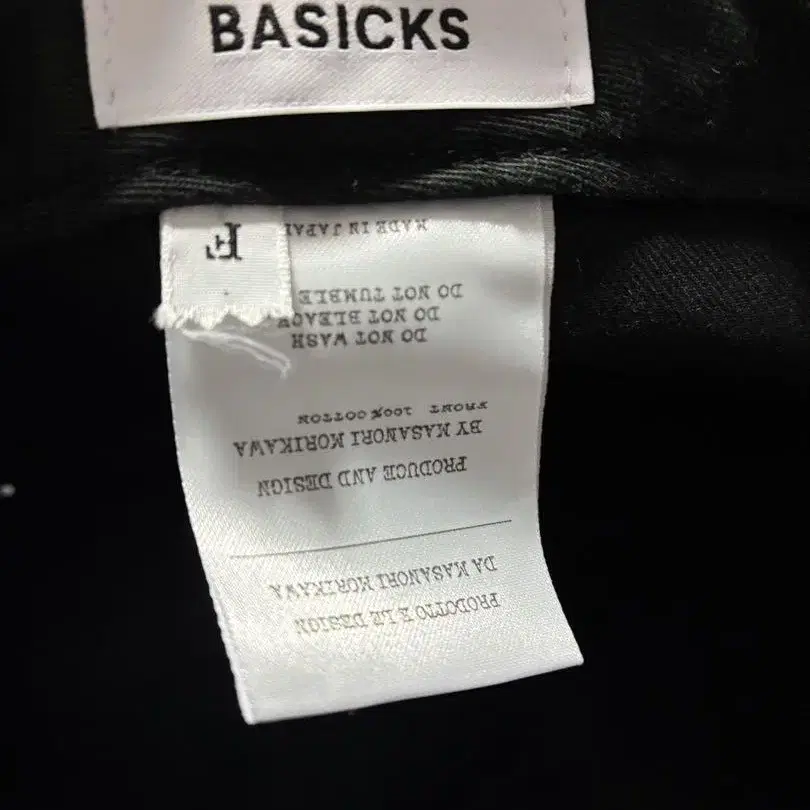 BASICKS
F
PRODOTTO E LE DESIGN
DA MASANORI MORIKAWA
PRODUCE AND DESIGN
BY MASANORI MORIKAWA
FRONT 100% COTTON
DO NOT WASH
DO NOT BLEACH
DO NOT TUMBLE
MADE IN JAPAN